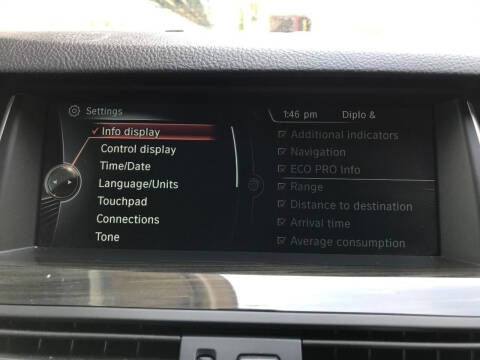 Settings
1:46 pm Diplo &
Info display
Control display
Time/Date
Language/Units
Touchpad
Connections
Tone
Additional indicators
Navigation
ECO PRO Info
Range
Distance to destination
Arrival time
Average consumption